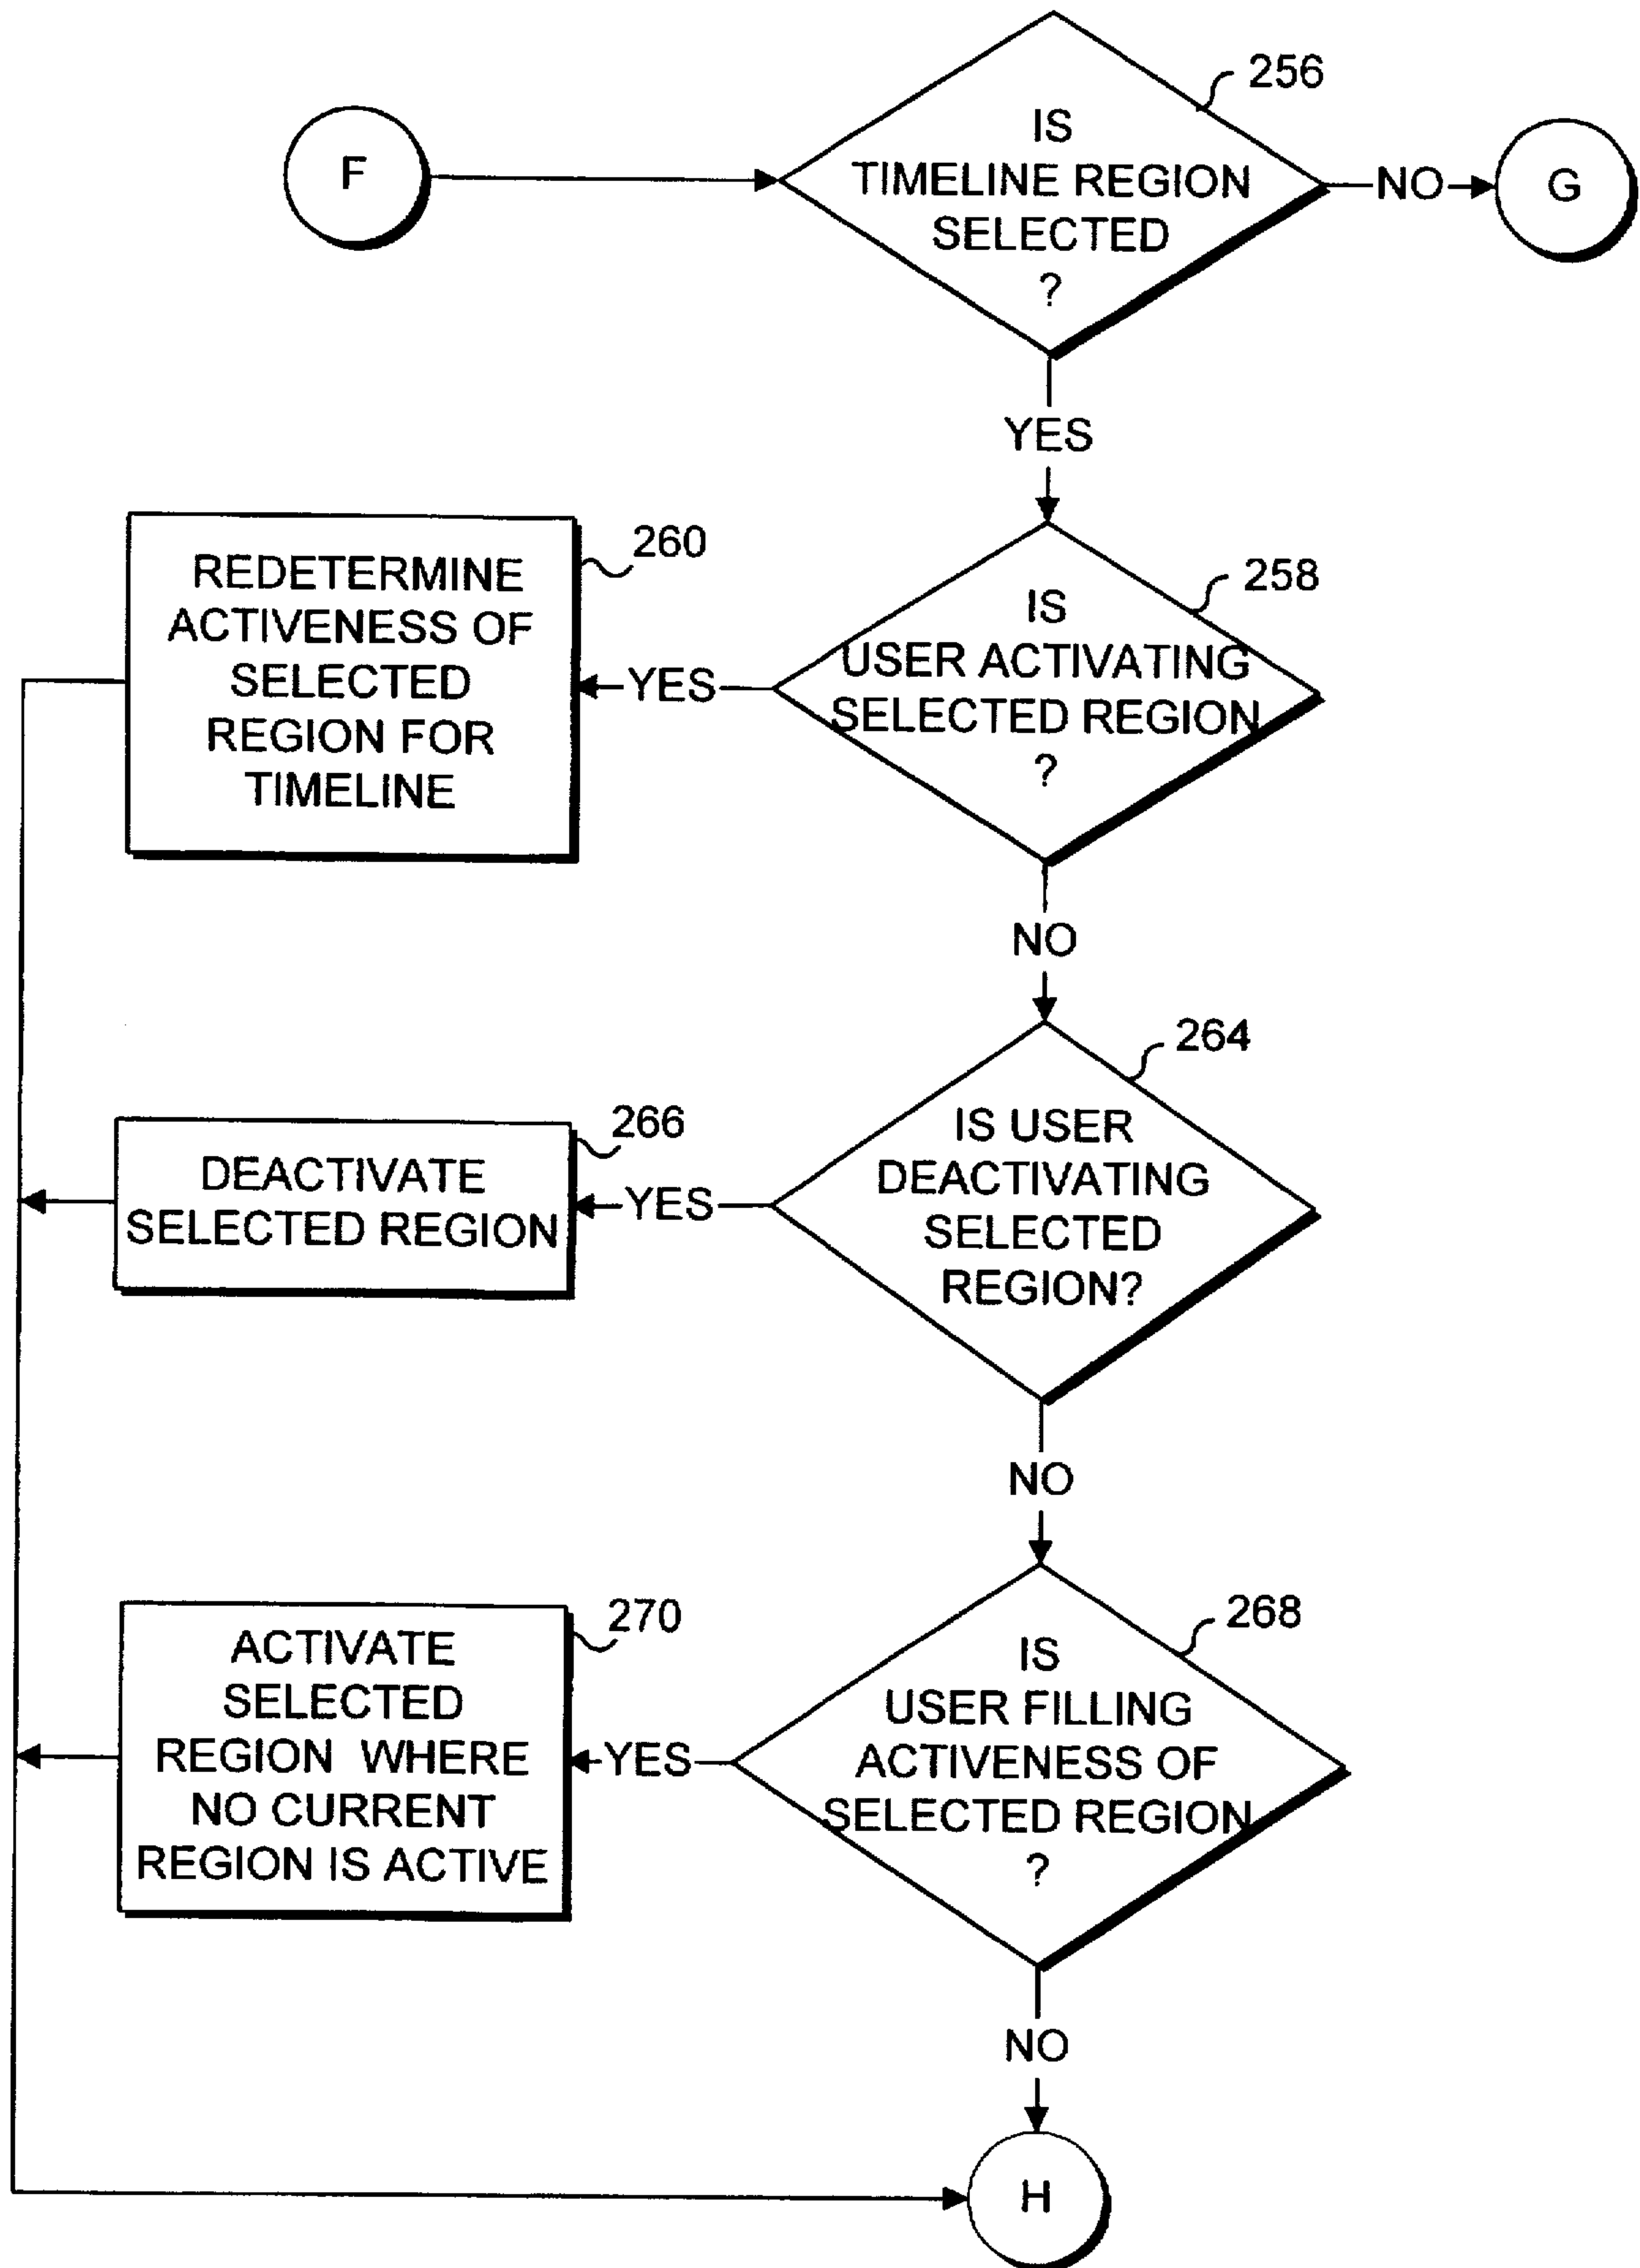 256
IS
TIMELINE REGION
SELECTED
?
F
NO
G
YES
260
REDETERMINE
ACTIVENESS OF
SELECTED
REGION FOR
TIMELINE
258
IS
USER ACTIVATING
SELECTED REGION
?
YES
NO
264
IS USER
DEACTIVATING
SELECTED
REGION?
266
DEACTIVATE
SELECTED REGION
YES
NO
268
IS
USER FILLING
ACTIVENESS OF
SELECTED REGION
?
270
ACTIVATE
SELECTED
REGION WHERE
NO CURRENT
REGION IS ACTIVE
YES
NO
H